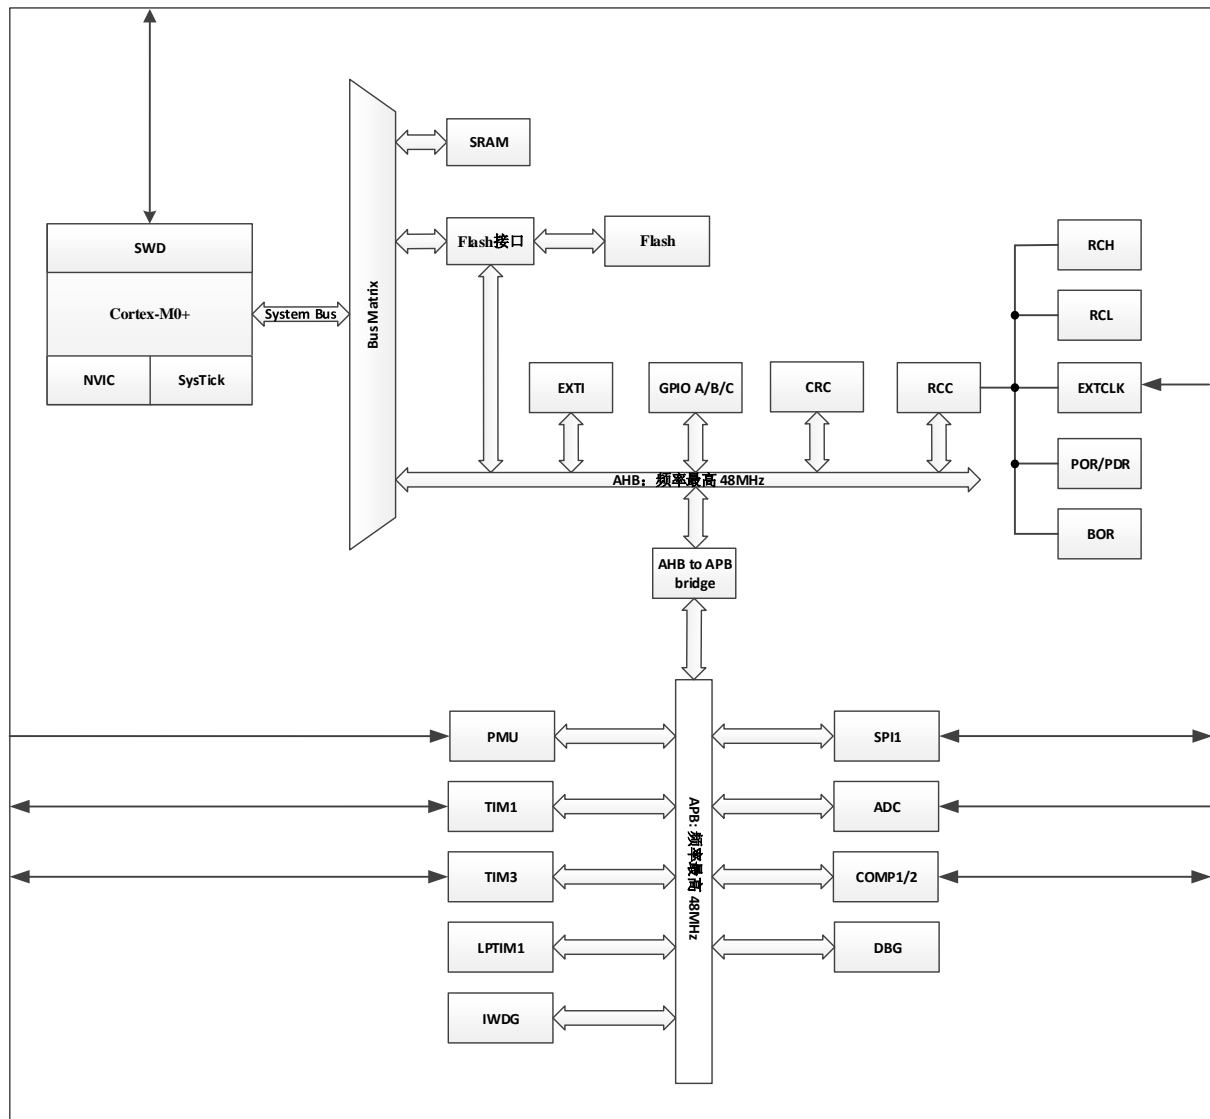 SRAM
SWD
Flash接口
Flash
RCH
Cortex-M0+
System Bus
Bus Matrix
RCL
NVIC
SysTick
EXTI
GPIO A/B/C
CRC
RCC
EXTCLK
POR/PDR
AHB：频率最高 48MHz
BOR
AHB to APB
bridge
PMU
SPI1
TIM1
ADC
APB: 频率最高 48MHz
TIM3
COMP1/2
LPTIM1
DBG
IWDG